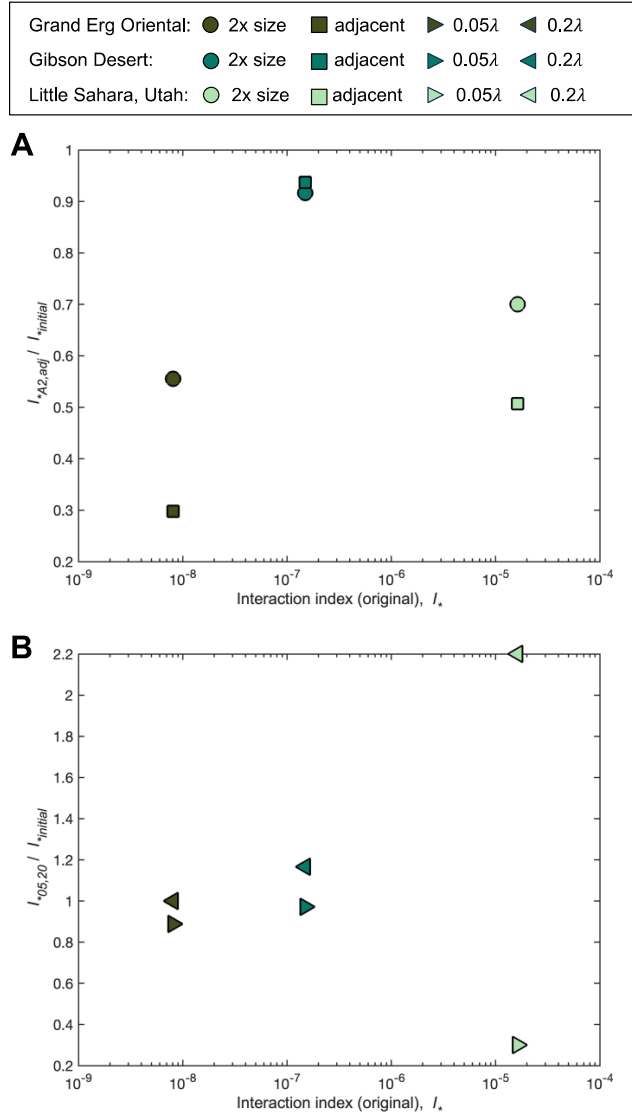 Grand Erg Oriental: 2x size adjacent 0.05λ 0.2λ
Gibson Desert: 2x size adjacent 0.05λ 0.2λ
Little Sahara, Utah: 2x size adjacent 0.05λ 0.2λ
A
1
0.9
0.8
0.7
0.6
0.5
0.4
0.3
0.2
I*A2,adj / I*initial
10⁻⁹ 10⁻⁸ 10⁻⁷ 10⁻⁶ 10⁻⁵ 10⁻⁴
Interaction index (original), I*
B
2.2
2
1.8
1.6
1.4
1.2
1
0.8
0.6
0.4
0.2
I*05,20 / I*initial
10⁻⁹ 10⁻⁸ 10⁻⁷ 10⁻⁶ 10⁻⁵ 10⁻⁴
Interaction index (original), I*